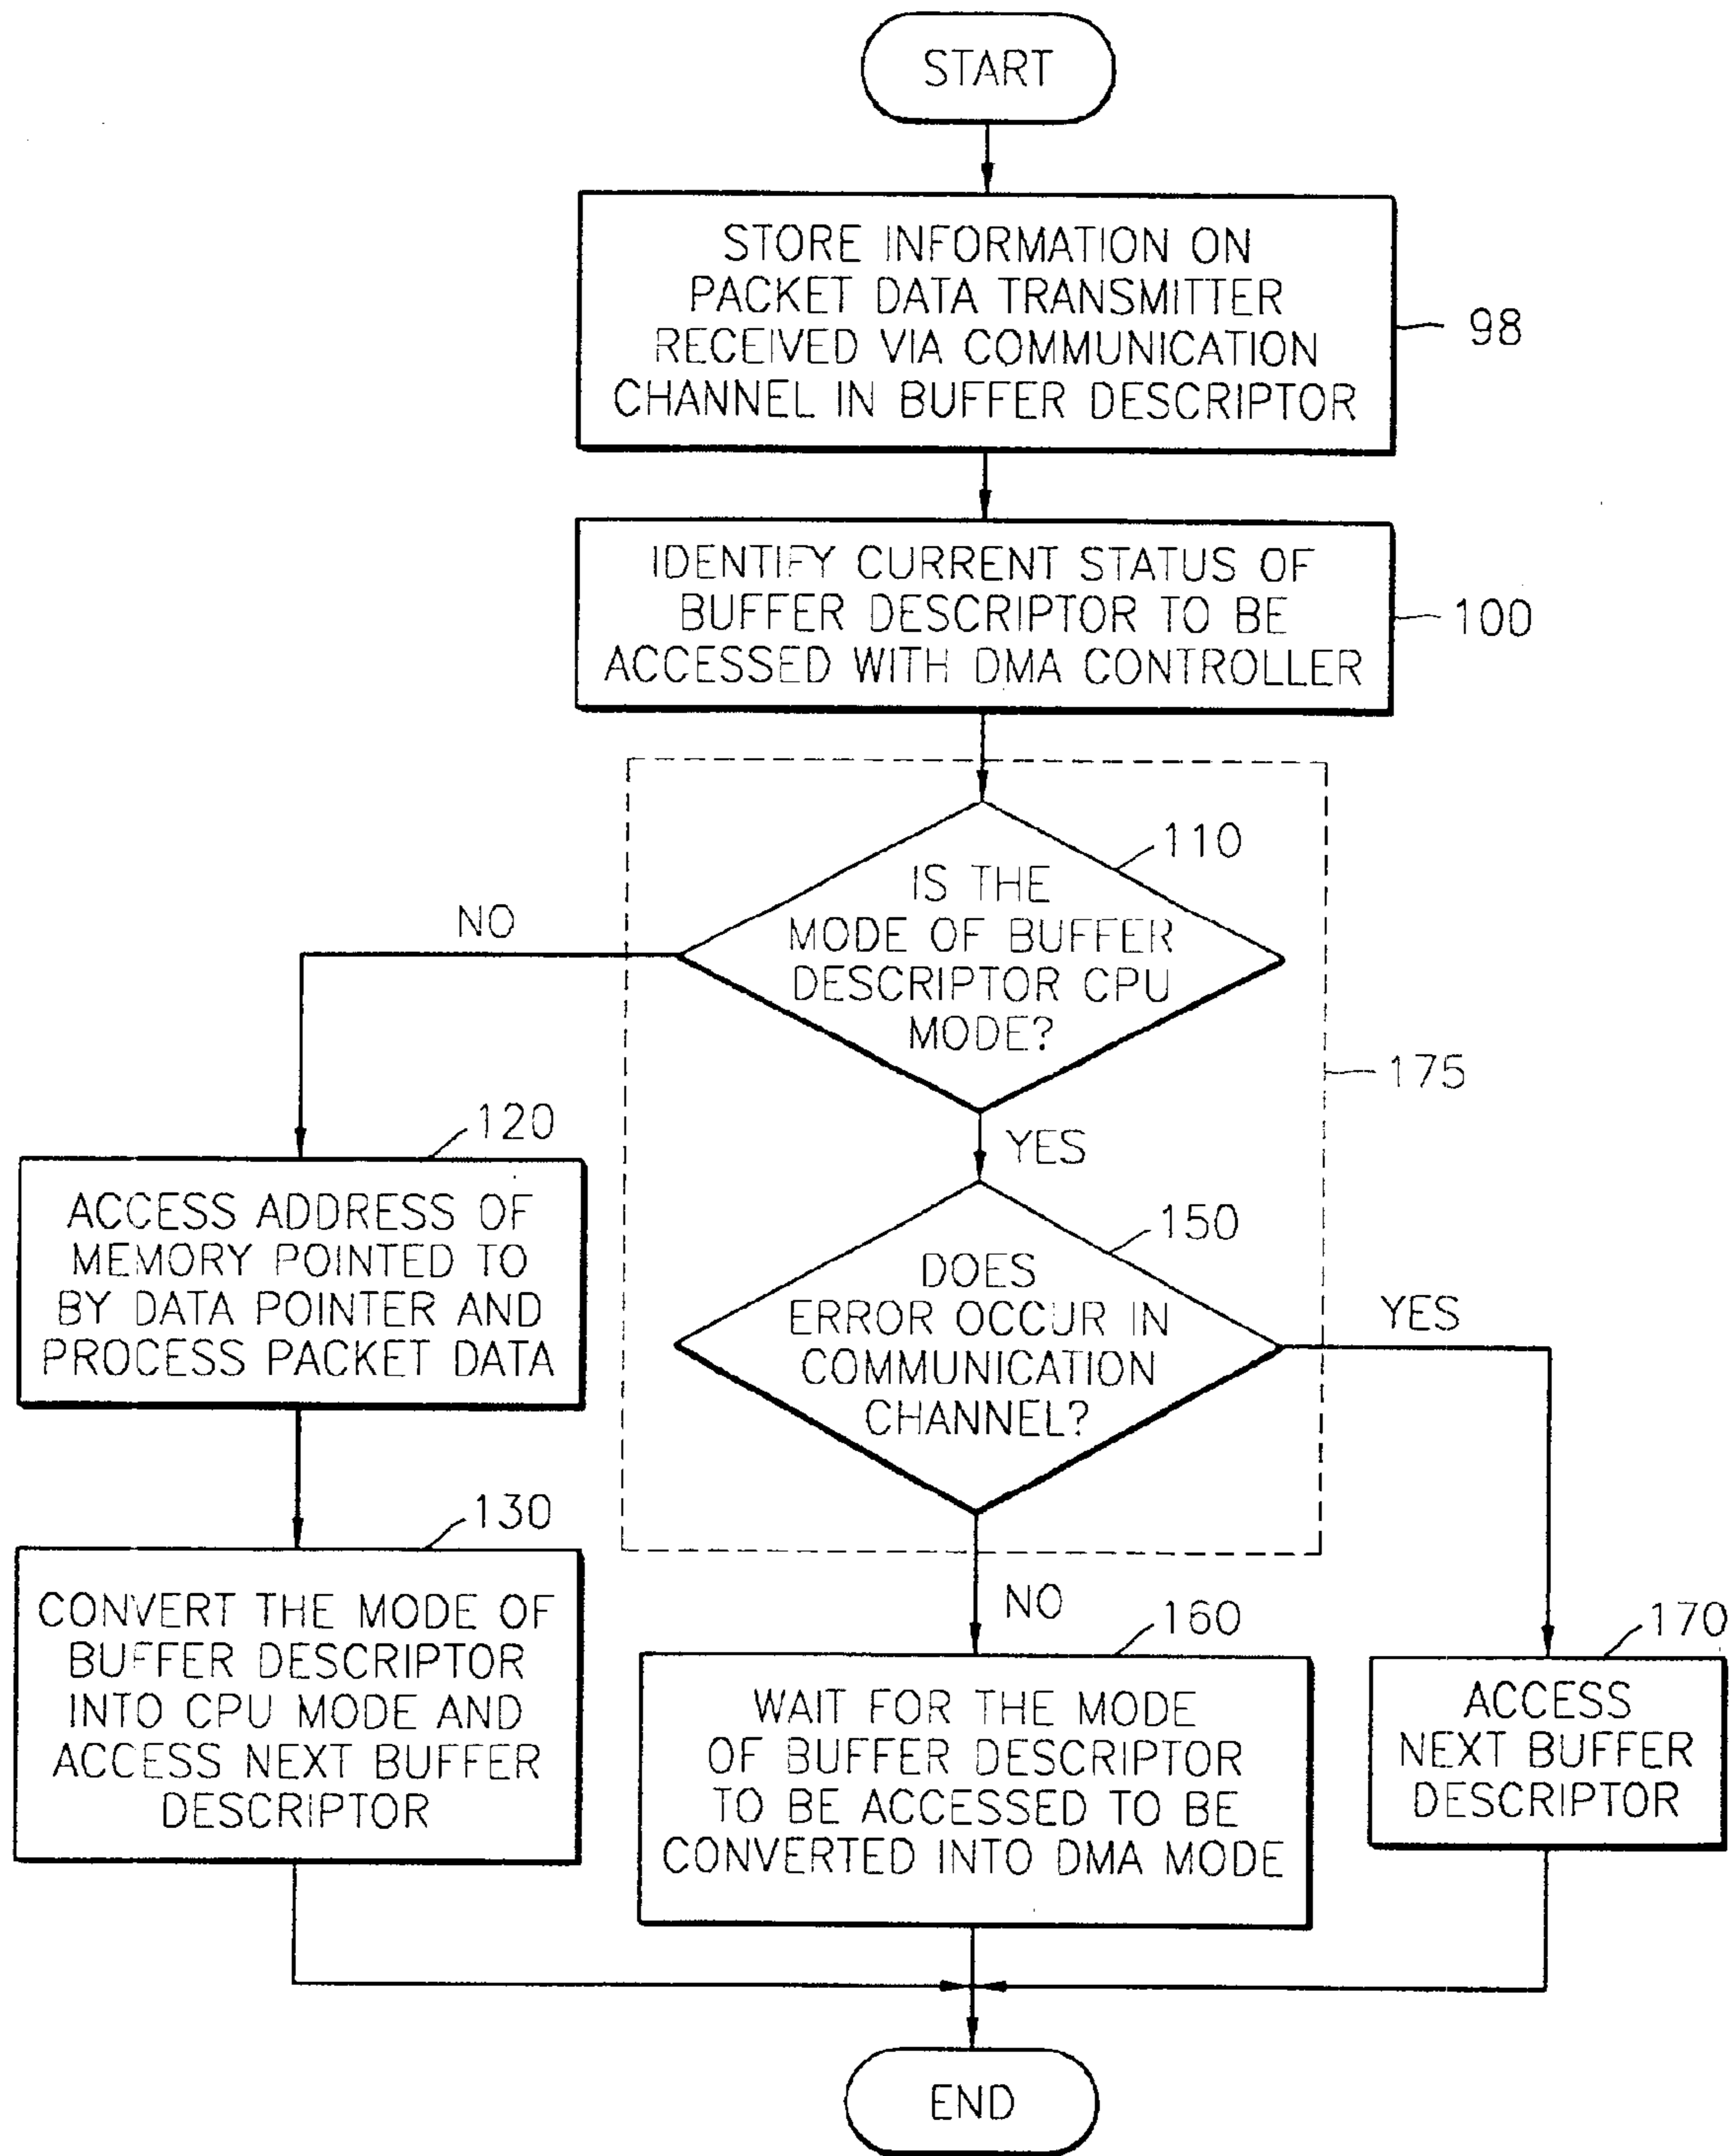 START
STORE INFORMATION ON
PACKET DATA TRANSMITTER
RECEIVED VIA COMMUNICATION
CHANNEL IN BUFFER DESCRIPTOR
98
IDENTIFY CURRENT STATUS OF
BUFFER DESCRIPTOR TO BE
ACCESSED WITH DMA CONTROLLER
100
110
IS THE
MODE OF BUFFER
DESCRIPTOR CPU
MODE?
NO
175
YES
120
ACCESS ADDRESS OF
MEMORY POINTED TO
BY DATA POINTER AND
PROCESS PACKET DATA
150
DOES
ERROR OCCUR IN
COMMUNICATION
CHANNEL?
YES
NO
130
CONVERT THE MODE OF
BUFFER DESCRIPTOR
INTO CPU MODE AND
ACCESS NEXT BUFFER
DESCRIPTOR
160
WAIT FOR THE MODE
OF BUFFER DESCRIPTOR
TO BE ACCESSED TO BE
CONVERTED INTO DMA MODE
170
ACCESS
NEXT BUFFER
DESCRIPTOR
END